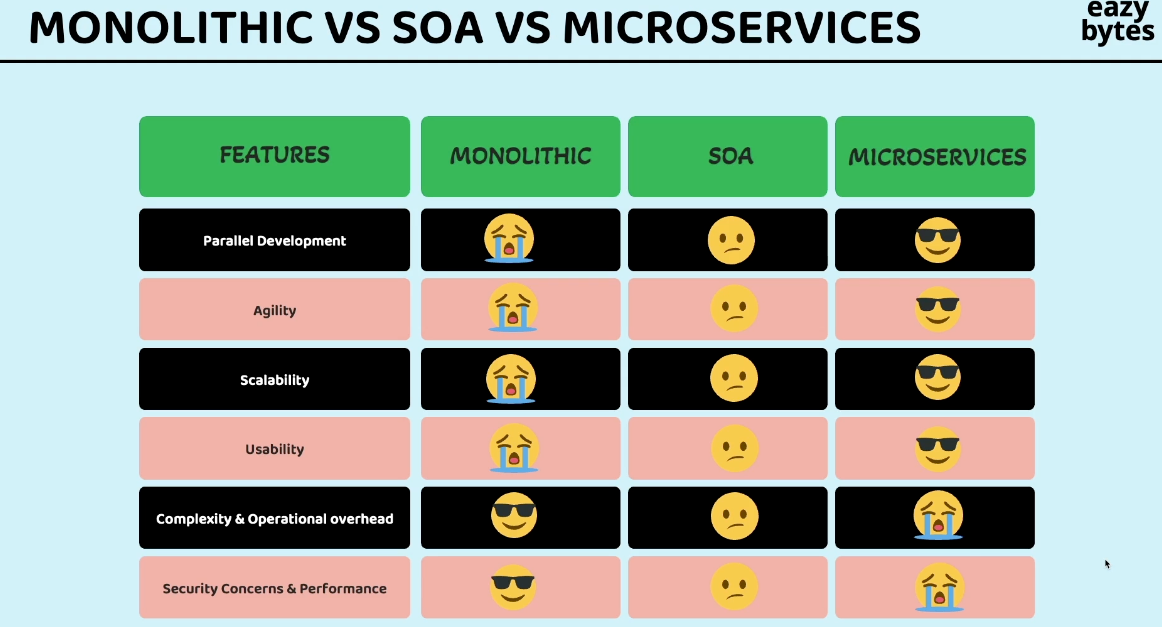 MONOLITHIC VS SOA VS MICROSERVICES
eazy
bytes
FEATURES
MONOLITHIC
SOA
MICROSERVICES
Parallel Development
Agility
Scalability
Usability
Complexity & Operational overhead
Security Concerns & Performance